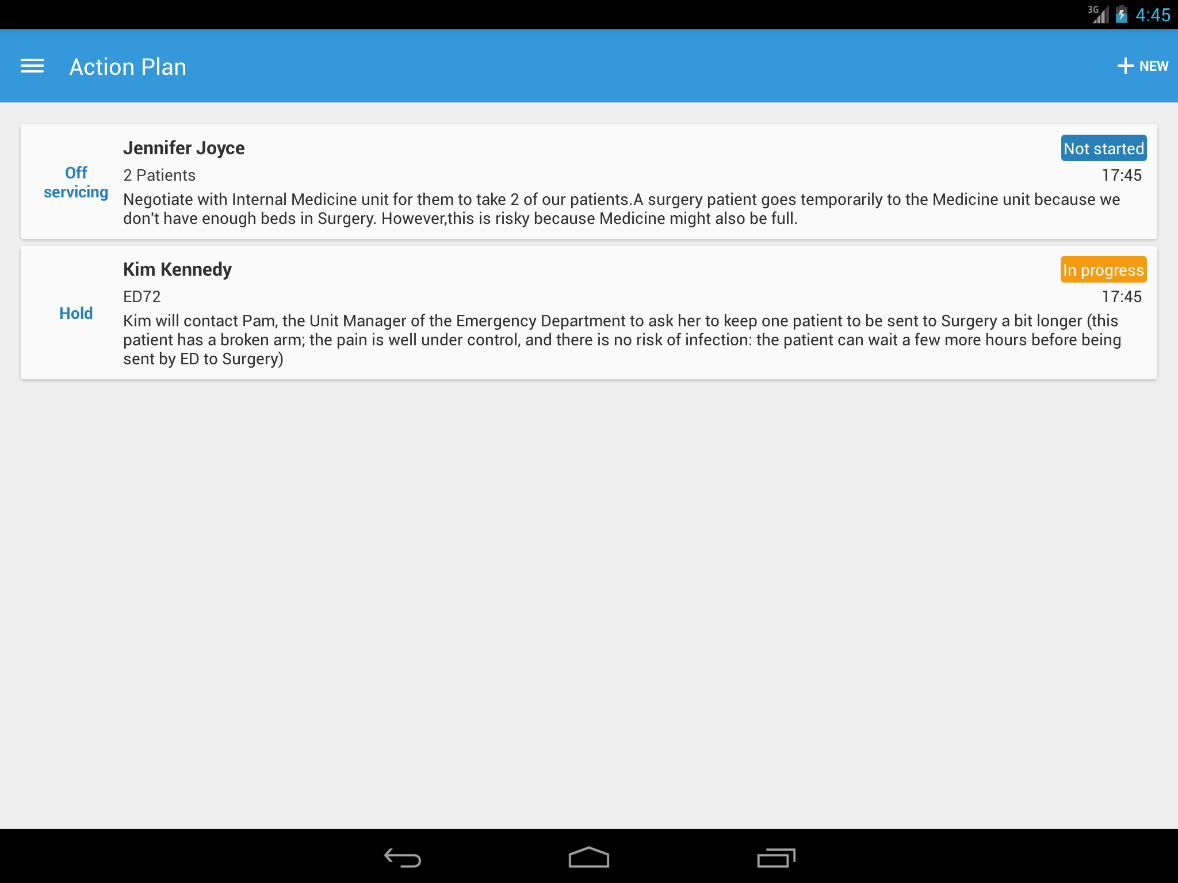 3G 4:45
Action Plan
NEW
Jennifer Joyce
Not started
Off
servicing
2 Patients
17:45
Negotiate with Internal Medicine unit for them to take 2 of our patients.A surgery patient goes temporarily to the Medicine unit because we
don't have enough beds in Surgery. However,this is risky because Medicine might also be full.
Kim Kennedy
In progress
Hold
ED72
17:45
Kim will contact Pam, the Unit Manager of the Emergency Department to ask her to keep one patient to be sent to Surgery a bit longer (this
patient has a broken arm; the pain is well under control, and there is no risk of infection: the patient can wait a few more hours before being
sent by ED to Surgery)